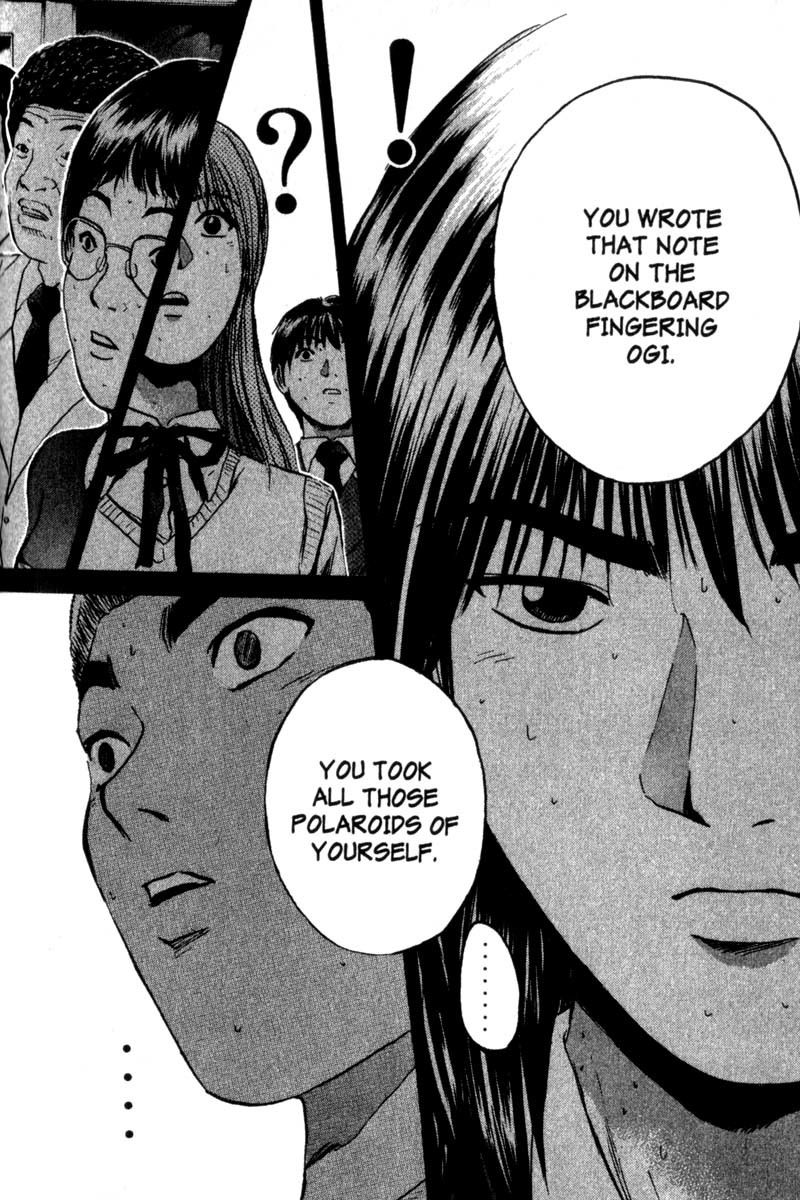 !
YOU WROTE
THAT NOTE
ON THE
BLACKBOARD
FINGERING
OGI.
?
YOU TOOK
ALL THOSE
POLAROIDS OF
YOURSELF.
........
....